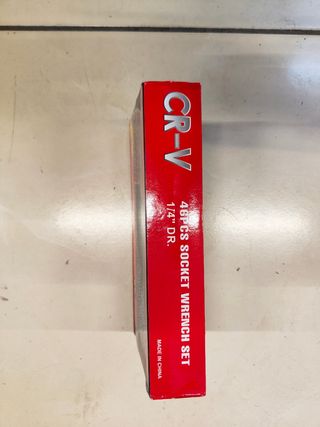 CR-V
46PCS SOCKET WRENCH SET
1/4" DR.
MADE IN CHINA